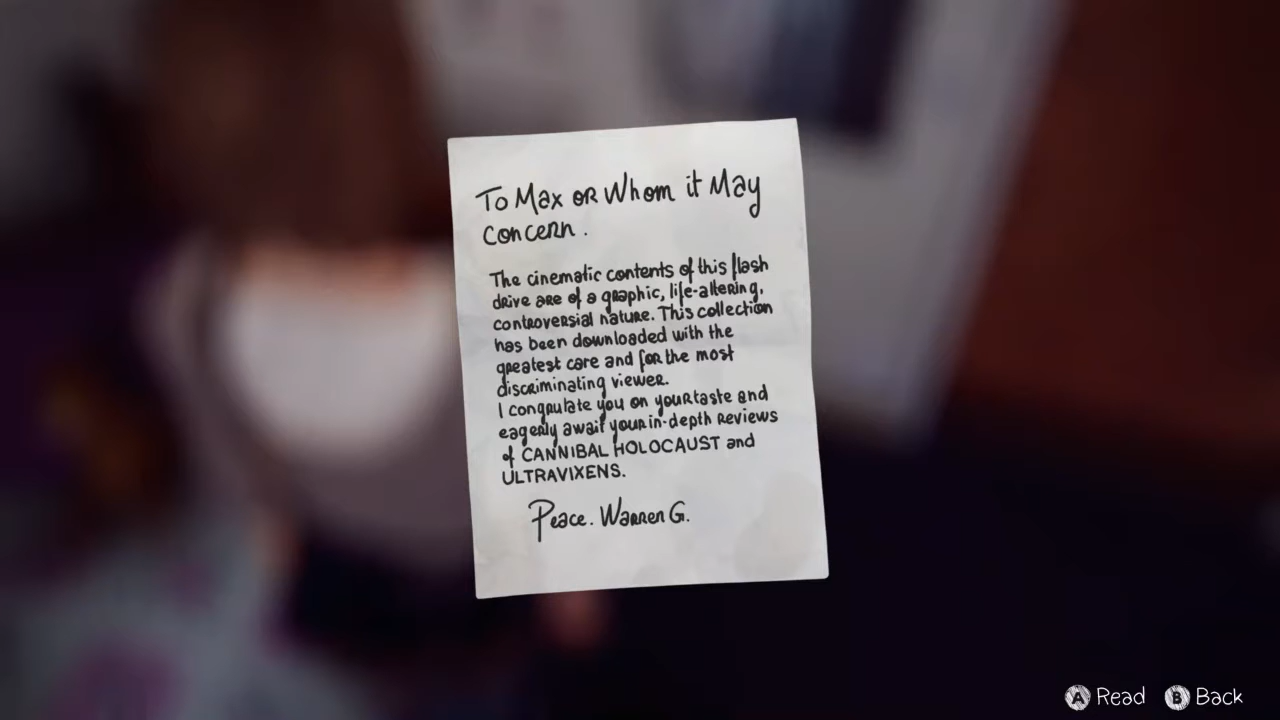 To Max or Whom it May
Concern.
The cinematic contents of this flash
drive are of a graphic, life-altering,
controversial nature. This collection
has been downloaded with the
greatest care and for the most
discriminating viewer.
I congrulate you on your taste and
eagerly await your in-depth reviews
of CANNIBAL HOLOCAUST and
ULTRAVIXENS.
Peace. Warren G.
A Read B Back